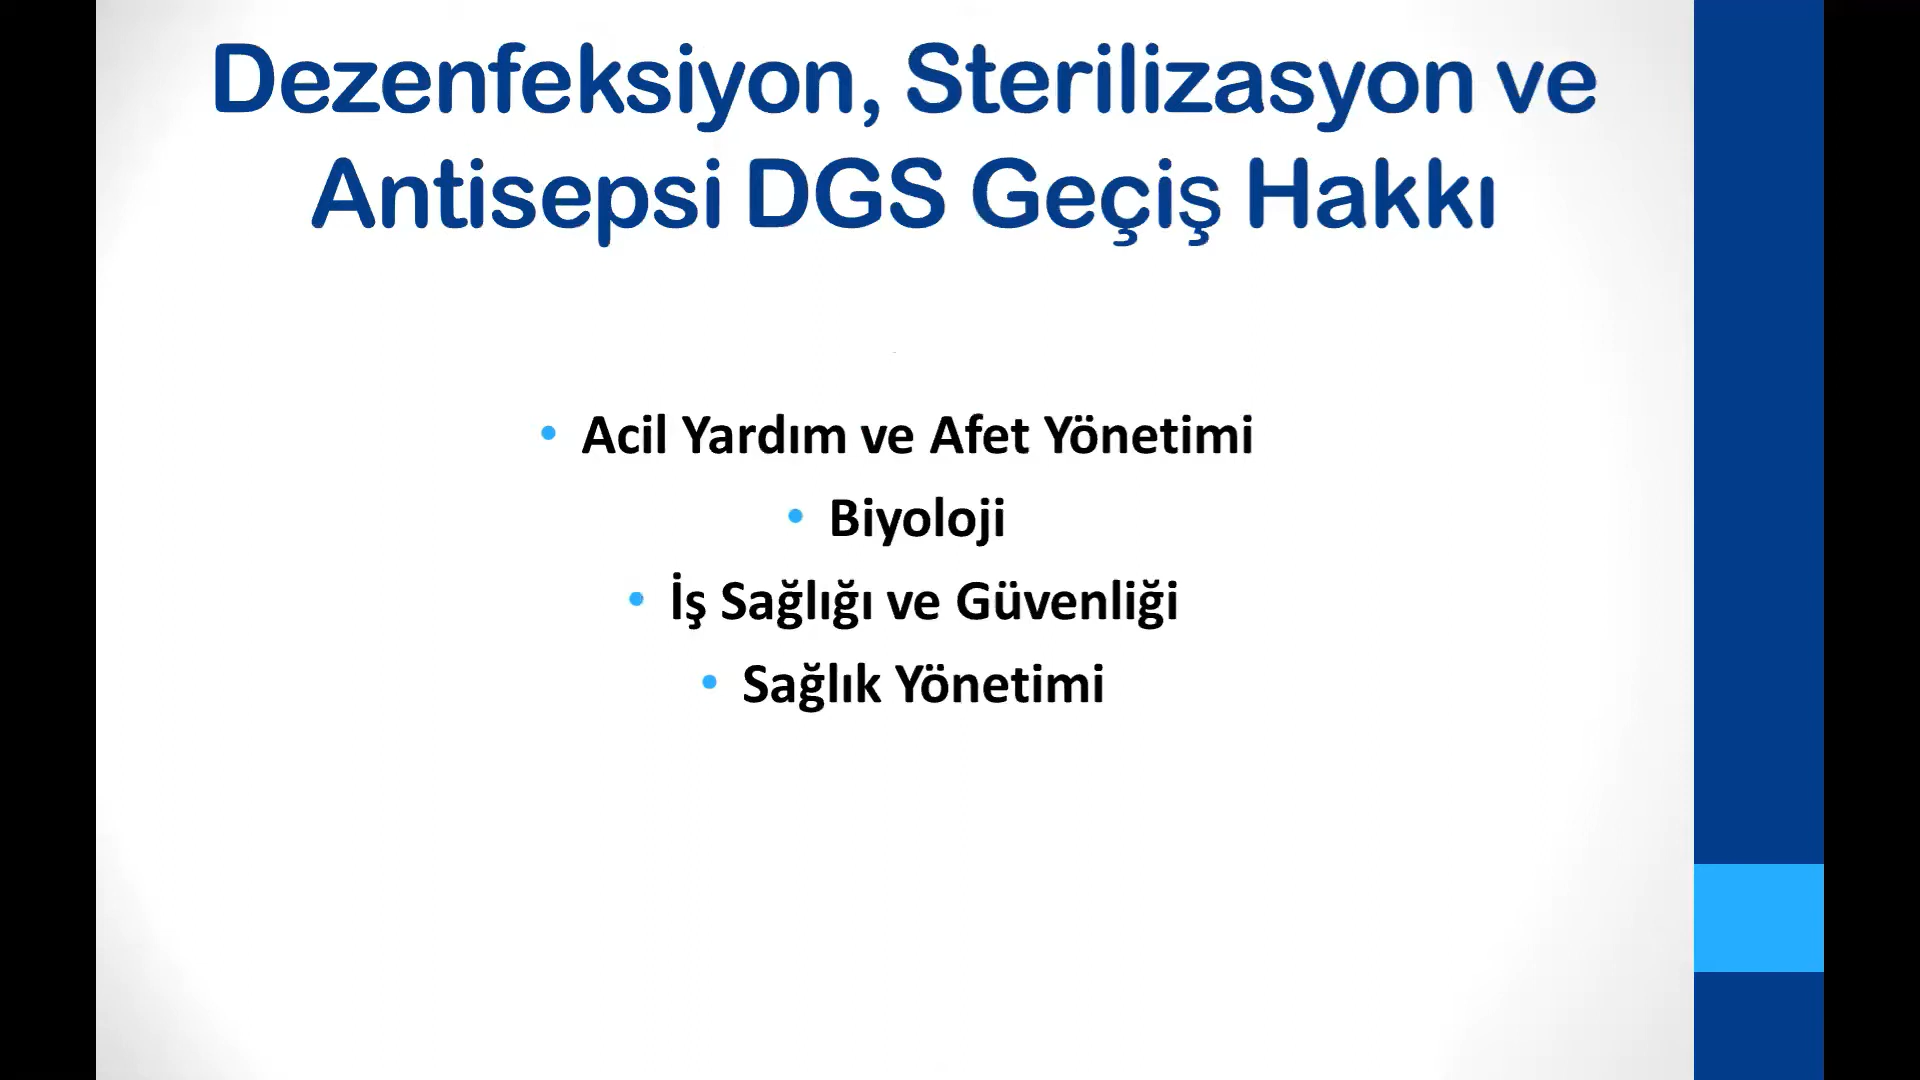 Dezenfeksiyon, Sterilizasyon ve
Antisepsi DGS Geçiş Hakkı
• Acil Yardım ve Afet Yönetimi
• Biyoloji
• İş Sağlığı ve Güvenliği
• Sağlık Yönetimi